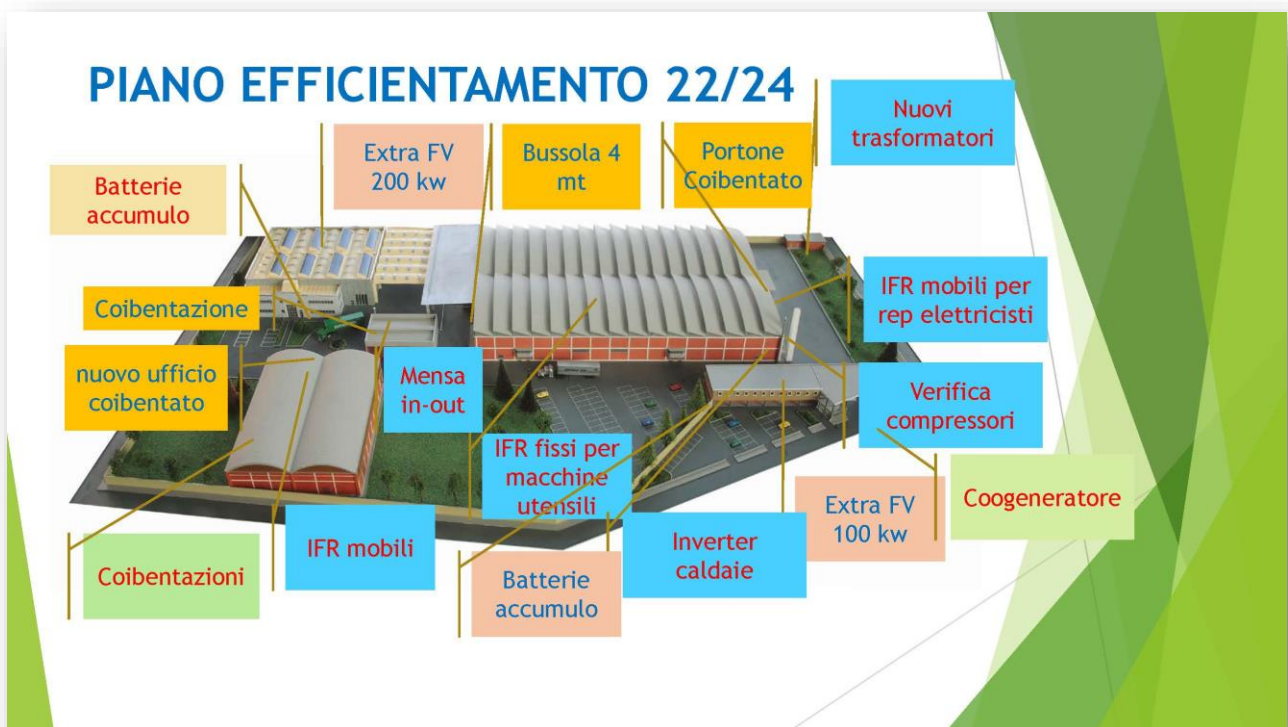 PIANO EFFICIENTAMENTO 22/24
Nuovi
trasformatori
Extra FV
200 kw
Bussola 4
mt
Portone
Coibentato
Batterie
accumulo
IFR mobili per
rep elettricisti
Coibentazione
nuovo ufficio
coibentato
Mensa
in-out
Verifica
compressori
IFR fissi per
macchine
utensili
Extra FV
100 kw
Coogeneratore
IFR mobili
Inverter
caldaie
Coibentazioni
Batterie
accumulo